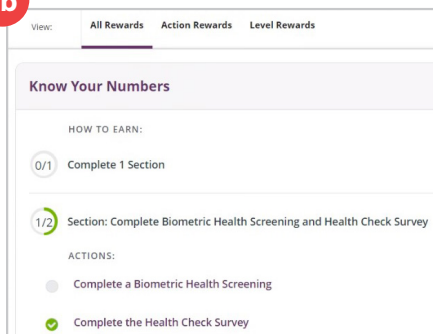 b
View: All Rewards Action Rewards Level Rewards
Know Your Numbers
HOW TO EARN:
0/1 Complete 1 Section
1/2 Section: Complete Biometric Health Screening and Health Check Survey
ACTIONS:
Complete a Biometric Health Screening
Complete the Health Check Survey